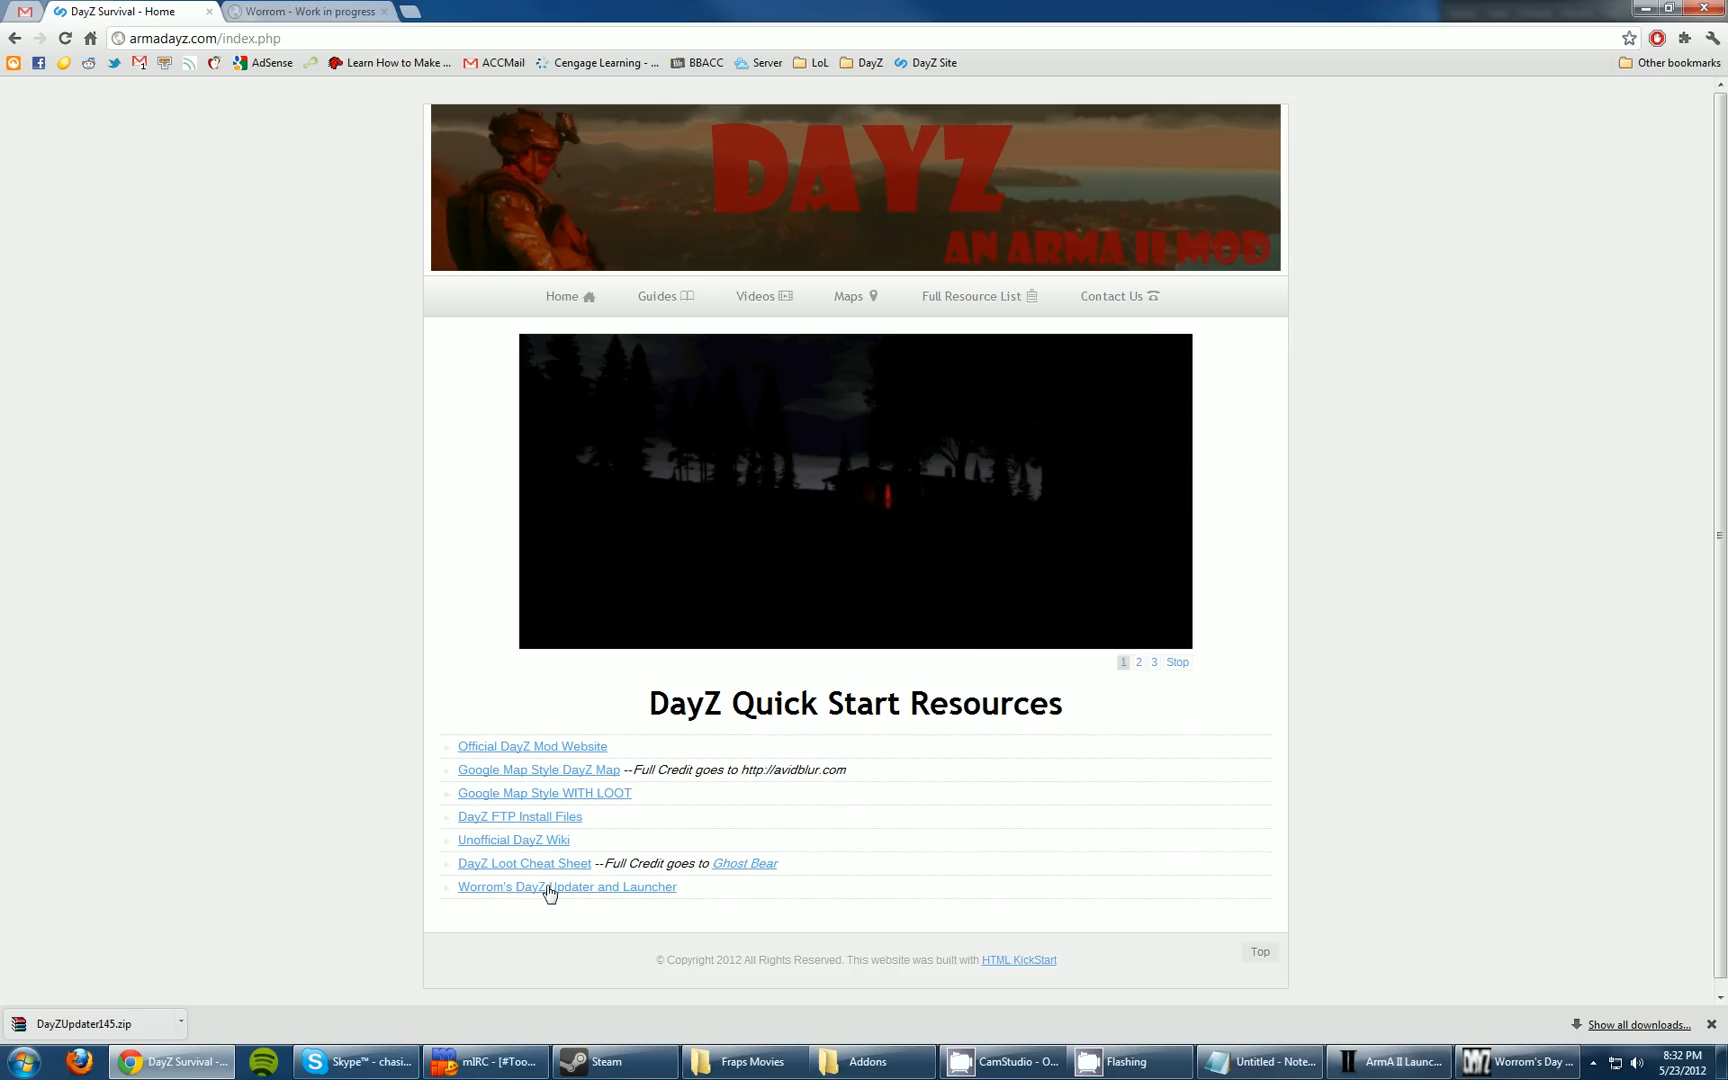 DayZ Survival - Home
Worrom - Work in progress
armadayz.com/index.php
AdSense
Learn How to Make ...
ACCMail
Cengage Learning - ...
BBACC
Server
LoL
DayZ
DayZ Site
Other bookmarks
DAYZ
AN ARMA II MOD
Home
Guides
Videos
Maps
Full Resource List
Contact Us
1 2 3 Stop
DayZ Quick Start Resources
Official DayZ Mod Website
Google Map Style DayZ Map --Full Credit goes to http://avidblur.com
Google Map Style WITH LOOT
DayZ FTP Install Files
Unofficial DayZ Wiki
DayZ Loot Cheat Sheet --Full Credit goes to Ghost Bear
Worrom's DayZ Updater and Launcher
Top
© Copyright 2012 All Rights Reserved. This website was built with HTML KickStart
DayZUpdater145.zip
Show all downloads...
DayZ Survival -...
Skype™ - chasi...
mIRC - [#Too...
Steam
Fraps Movies
Addons
CamStudio - O...
Flashing
Untitled - Note...
ArmA II Launc...
Worrom's Day ...
8:32 PM
5/23/2012